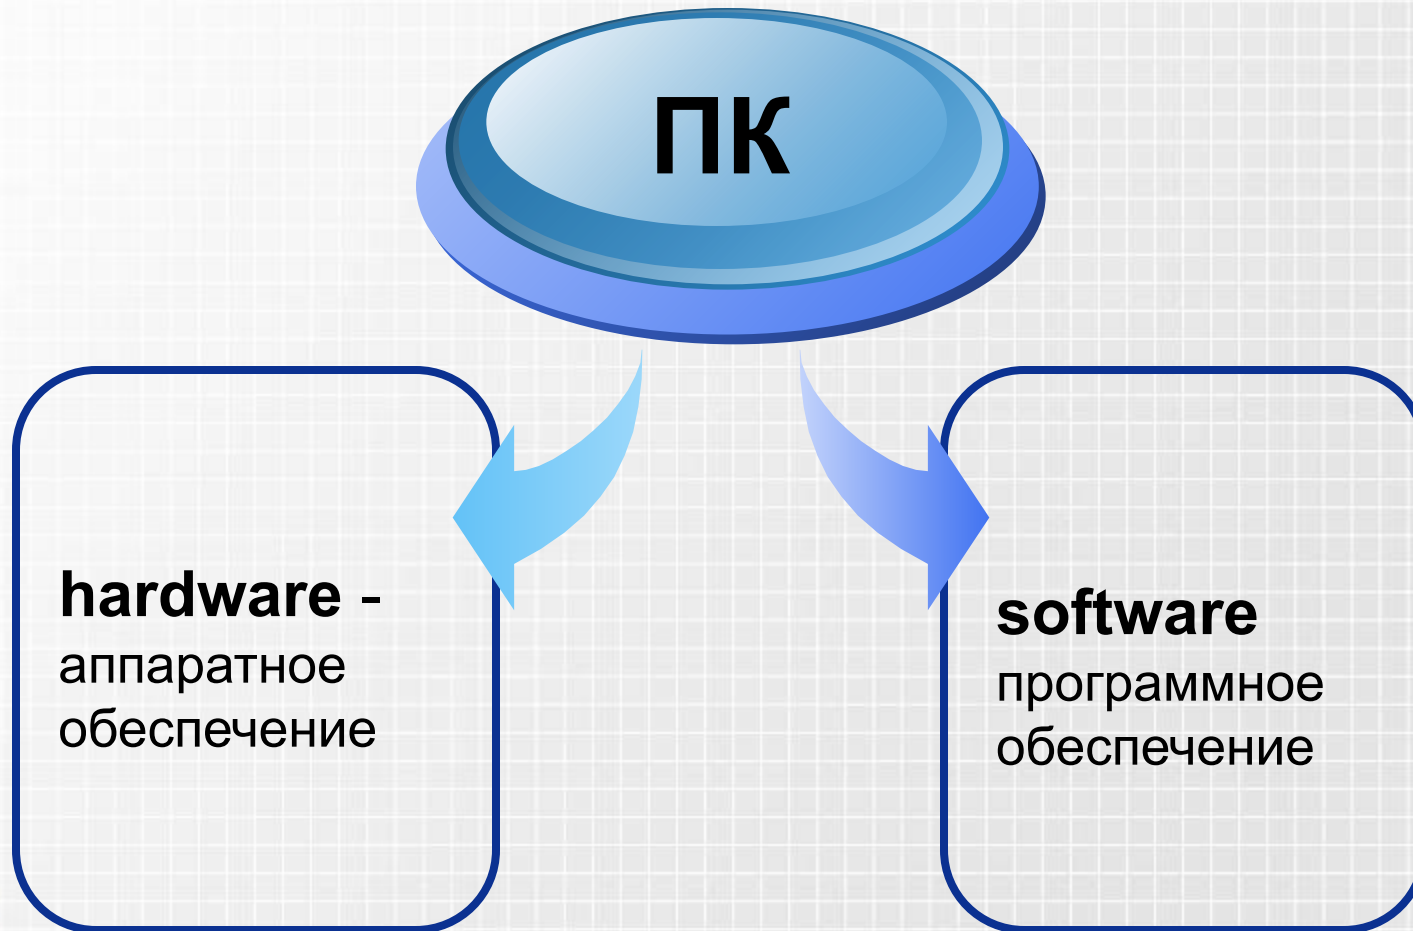 ПК
hardware -
аппаратное
обеспечение
software
программное
обеспечение